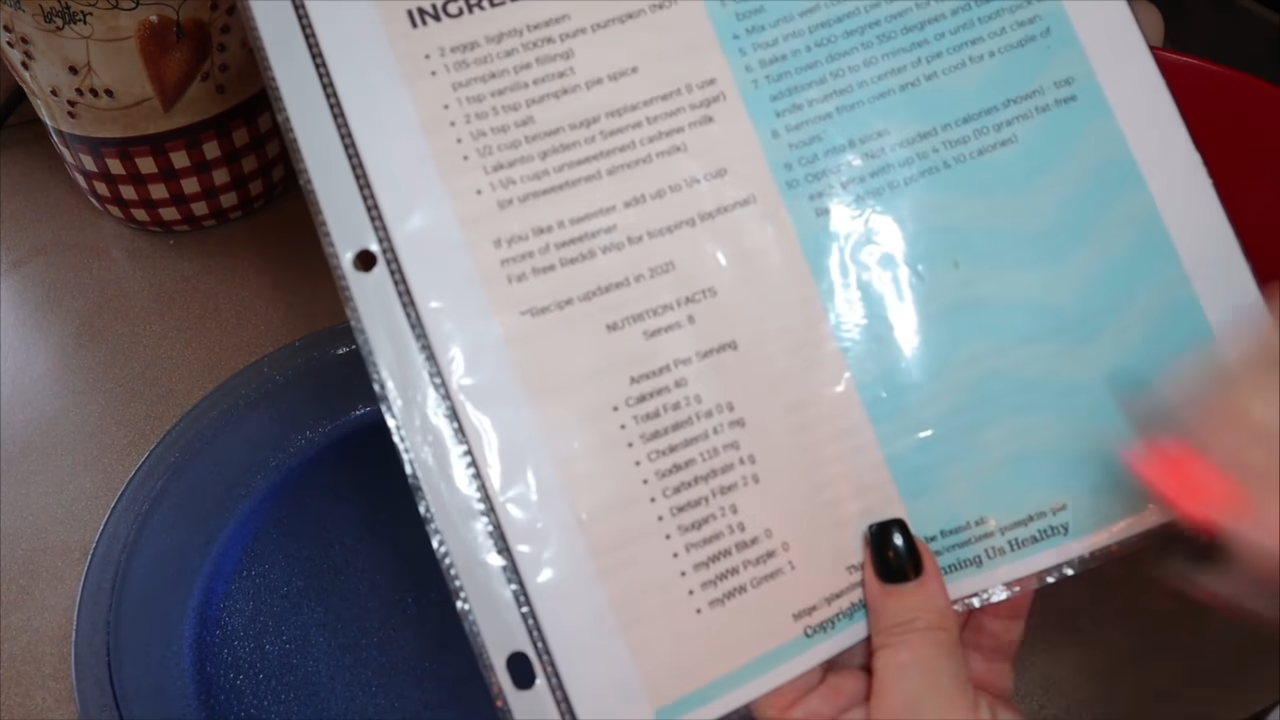 laughter
INGRE
• 2 eggs, lightly beaten
• 1 (15-oz) can 100% pure pumpkin (NOT
pumpkin pie filling)
• 1 tsp vanilla extract
• 2 to 3 tsp pumpkin pie spice
• 1/4 tsp salt
• 1/2 cup brown sugar replacement (I use
Lakanto golden or Swerve brown sugar)
• 1-1/4 cups unsweetened cashew milk
(or unsweetened almond milk)
If you like it sweeter, add up to 1/4 cup
more of sweetener
Fat-free Reddi Wip for topping (optional)
**Recipe updated in 2021
NUTRITION FACTS
Serves: 8
Amount Per Serving
• Calories 40
• Total Fat 2 g
• Saturated Fat 0 g
• Cholesterol 47 mg
• Sodium 118 mg
• Carbohydrate 4 g
• Dietary Fiber 2 g
• Sugars 2 g
• Protein 3 g
• myWW Blue: 0
• myWW Purple: 0
• myWW Green: 1
bowl
4. Mix until well
5. Pour into prepared pie
6. Bake in a 400-degree oven for
7. Turn down to 350 degrees and
additional 50 to 60 minutes, or until toothpick
knife inserted in center of pie comes out clean
8. Remove from oven and let cool for a couple of
hours
9. Cut into 8 slices
10. (Not included in calories shown) - top
with up to 4 Tbsp (10 grams) fat free
(0 points & 10 calories)
be found at:
pumpkin-pie
Copyright
nning Us Healthy